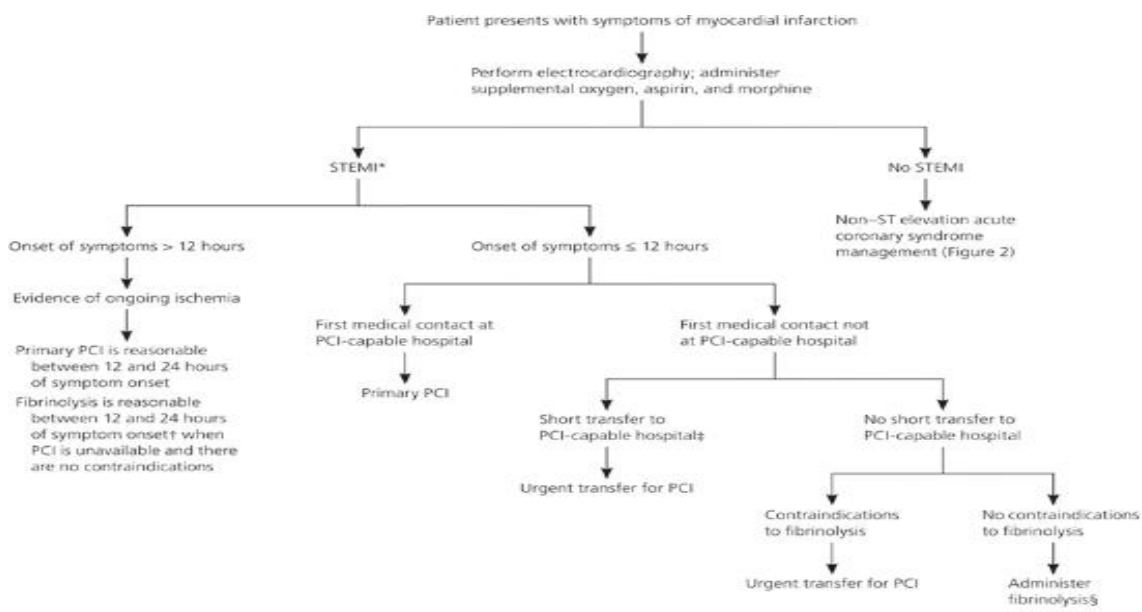 Patient presents with symptoms of myocardial infarction
Perform electrocardiography; administer
supplemental oxygen, aspirin, and morphine
STEMI*
No STEMI
Onset of symptoms > 12 hours
Onset of symptoms ≤ 12 hours
Non–ST elevation acute
coronary syndrome
management (Figure 2)
Evidence of ongoing ischemia
First medical contact at
PCI-capable hospital
First medical contact not
at PCI-capable hospital
Primary PCI is reasonable
between 12 and 24 hours
of symptom onset
Fibrinolysis is reasonable
between 12 and 24 hours
of symptom onset† when
PCI is unavailable and there
are no contraindications
Primary PCI
Short transfer to
PCI-capable hospital‡
No short transfer to
PCI-capable hospital
Urgent transfer for PCI
Contraindications
to fibrinolysis
No contraindications
to fibrinolysis
Urgent transfer for PCI
Administer
fibrinolysis§